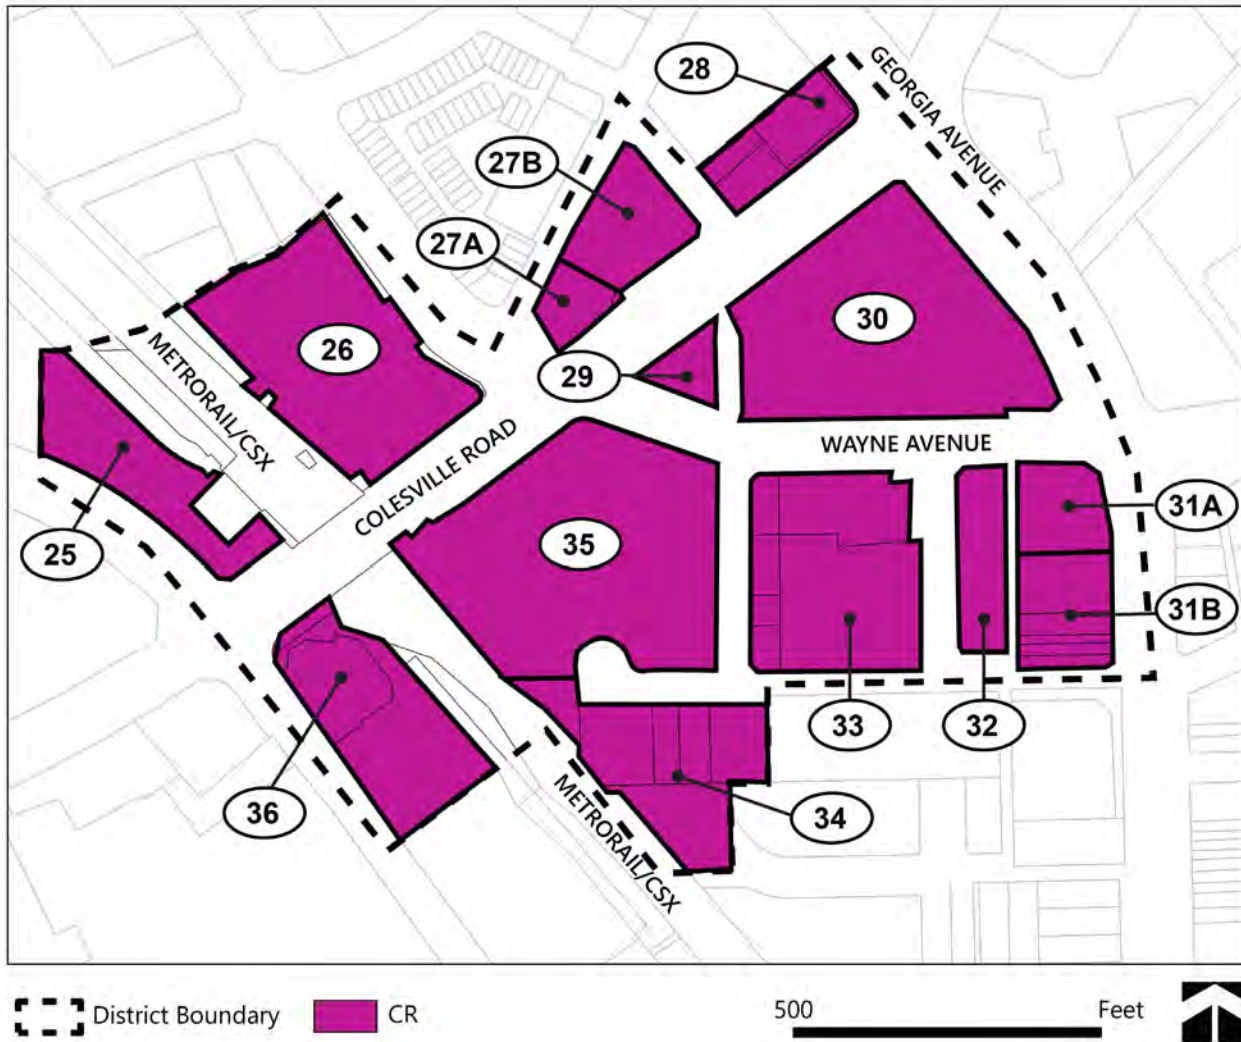 28
GEORGIA AVENUE
27B
27A
30
26
29
METRORAIL/CSX
COLESVILLE ROAD
WAYNE AVENUE
25
35
31A
31B
36
33
32
34
METRORAIL/CSX
District Boundary
CR
500 Feet